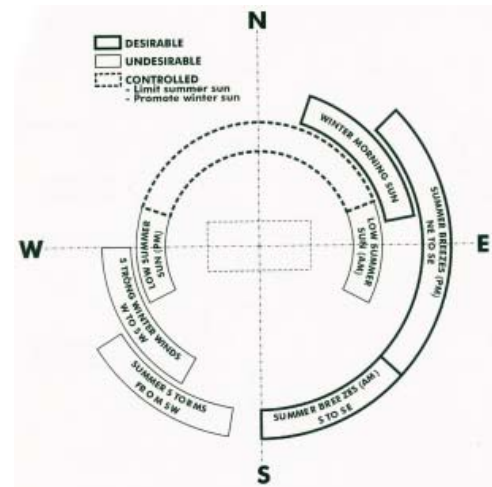 N
DESIRABLE
UNDESIRABLE
CONTROLLED
- Limit summer sun
- Promote winter sun
WINTER MORNING SUN
SUMMER BREEZES (PM)
NE TO SE
LOW SUMMER
SUN (PM)
LOW SUMMER
SUN (AM)
W
E
STRONG WINTER WINDS
W TO SW
SUMMER STORMS
FROM SW
SUMMER BREEZES (AM)
S TO SE
S